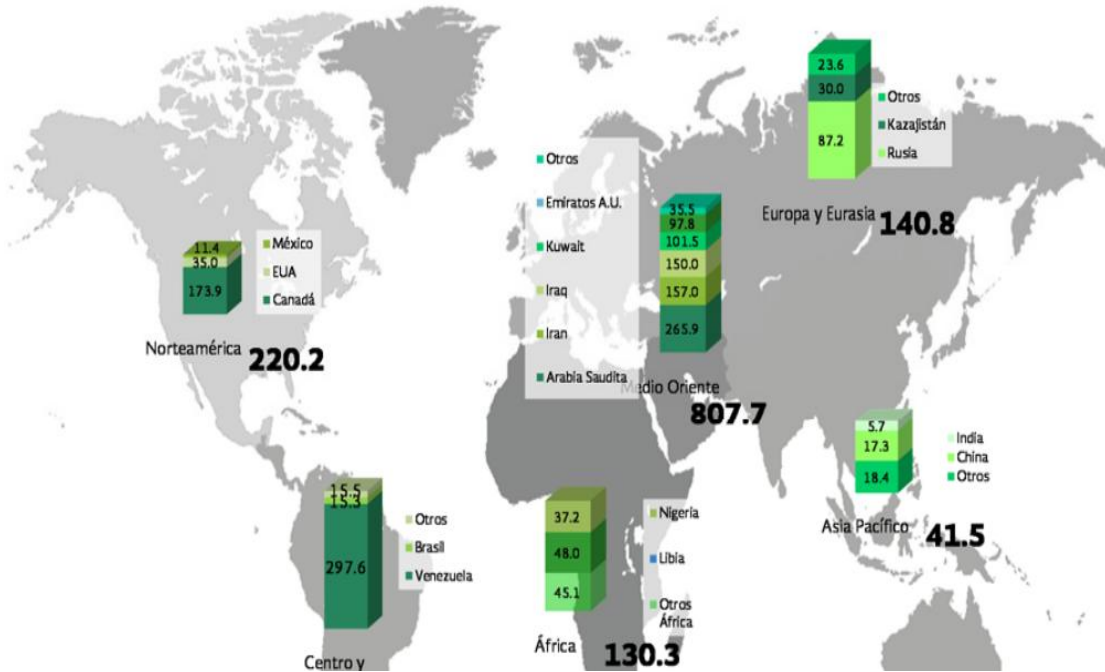 23.6
30.0
87.2
Otros
Kazajistán
Rusia
Europa y Eurasia 140.8
Otros
Emiratos A.U.
Kuwait
Iraq
Iran
Arabia Saudita
35.5
97.8
101.5
150.0
157.0
265.9
Medio Oriente
807.7
11.4
35.0
173.9
México
EUA
Canadá
Norteamérica 220.2
5.7
17.3
18.4
India
China
Otros
Asia Pacífico 41.5
15.5
15.3
297.6
Otros
Brasil
Venezuela
Centro y
37.2
48.0
45.1
Nigeria
Libia
Otros
África
África 130.3